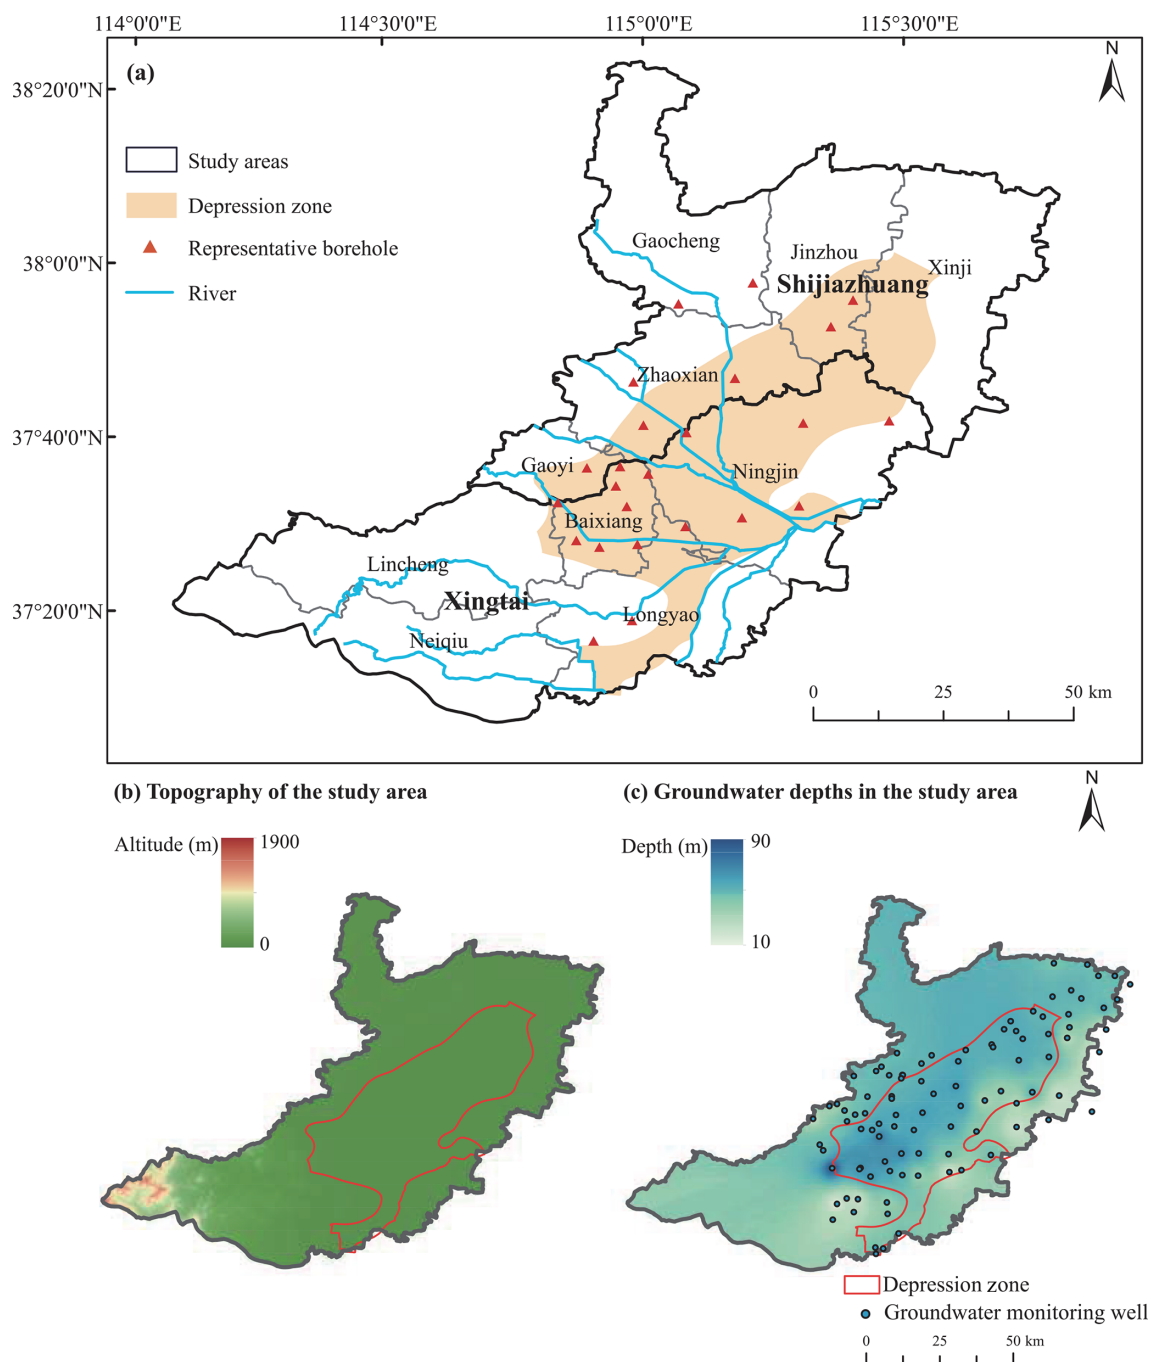 114°0'0"E 114°30'0"E 115°0'0"E 115°30'0"E
(a)
N
38°20'0"N
38°0'0"N
37°40'0"N
37°20'0"N
Study areas
Depression zone
Representative borehole
River
Gaocheng
Jinzhou
Xinji
Shijiazhuang
Zhaoxian
Gaoyi
Ningjin
Baixiang
Lincheng
Xingtai
Longyao
Neiqiu
0 25 50 km
(b) Topography of the study area
Altitude (m)
1900
0
(c) Groundwater depths in the study area
N
Depth (m)
90
10
Depression zone
Groundwater monitoring well
0 25 50 km